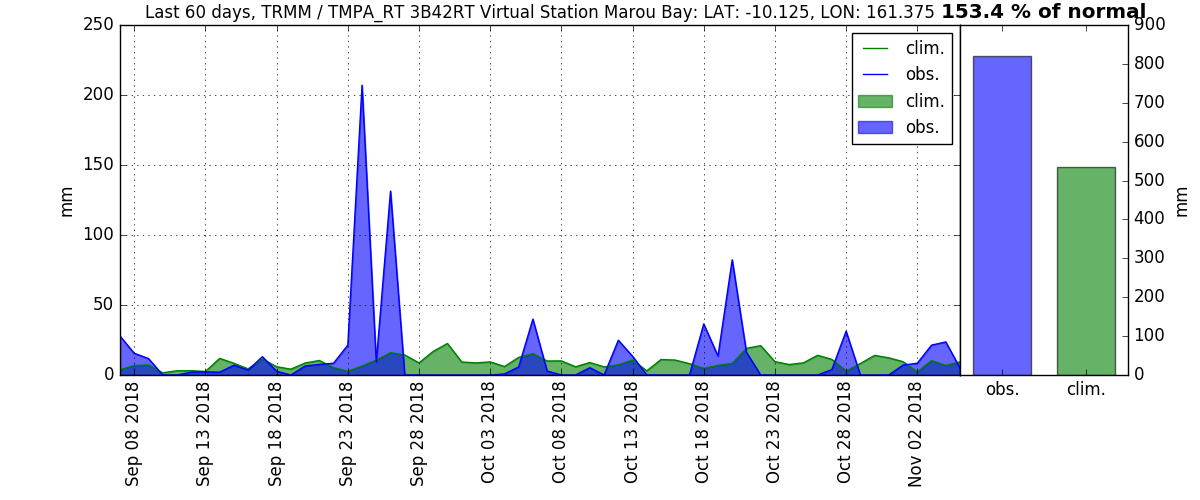 Last 60 days, TRMM / TMPA_RT 3B42RT Virtual Station Marou Bay: LAT: -10.125, LON: 161.375 153.4 % of normal
250
200
150
100
50
0
mm
clim.
obs.
clim.
obs.
900
800
700
600
500
400
300
200
100
0
mm
obs.
clim.
Sep 08 2018
Sep 13 2018
Sep 18 2018
Sep 23 2018
Sep 28 2018
Oct 03 2018
Oct 08 2018
Oct 13 2018
Oct 18 2018
Oct 23 2018
Oct 28 2018
Nov 02 2018